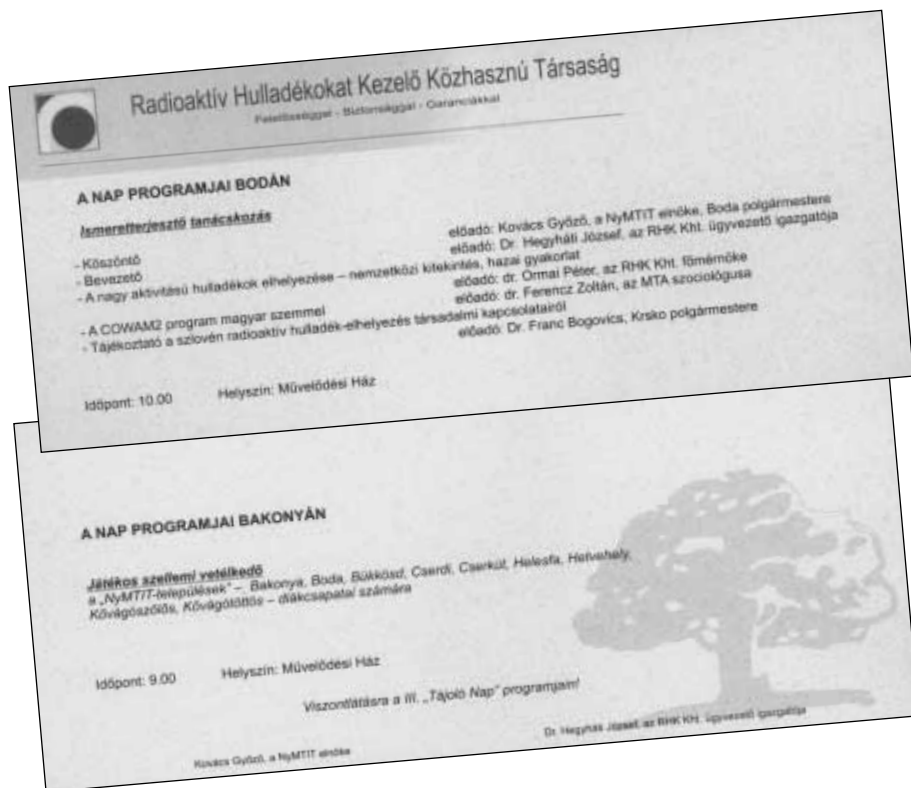 Radioaktív Hulladékokat Kezelő Közhasznú Társaság
Felelősséggel - Biztonsággal - Garanciákkal
A NAP PROGRAMJAI BODÁN
Ismeretterjesztő tanácskozás
- Köszöntő előadó: Kovács Győző, a NyMTIT elnöke, Boda polgármestere
- Bevezető előadó: Dr. Hegyháti József, az RHK Kht. ügyvezető igazgatója
- A nagy aktivitású hulladékok elhelyezése – nemzetközi kitekintés, hazai gyakorlat
előadó: dr. Ormai Péter, az RHK Kht. főmérnöke
- A COWAM2 program magyar szemmel előadó: dr. Ferencz Zoltán, az MTA szociológusa
- Tájékoztató a szlovén radioaktív hulladék-elhelyezés társadalmi kapcsolatairól
előadó: Dr. Franc Bogovics, Krsko polgármestere
Időpont: 10.00 Helyszín: Művelődési Ház
A NAP PROGRAMJAI BAKONYÁN
Játékos szellemi vetélkedő
a „NyMTIT-települések” – Bakonya, Boda, Bükkösd, Cserdi, Cserkút, Helesfa, Hetvehely,
Kővágószőlős, Kővágótöttös – diákcsapatai számára
Időpont: 9.00 Helyszín: Művelődési Ház
Viszontlátásra a III. „Tájoló Nap” programjain!
Kovács Győző, a NyMTIT elnöke Dr. Hegyháti József, az RHK Kht. ügyvezető igazgatója